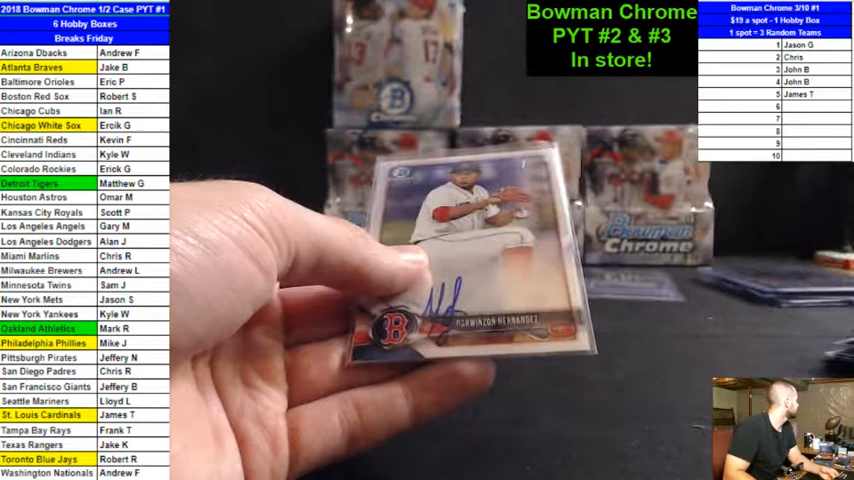 2018 Bowman Chrome 1/2 Case PYT #1
6 Hobby Boxes
Breaks Friday
Arizona Dbacks Andrew F
Atlanta Braves Jake B
Baltimore Orioles Eric P
Boston Red Sox Robert S
Chicago Cubs Ian R
Chicago White Sox Ercik G
Cincinnati Reds Kevin F
Cleveland Indians Kyle W
Colorado Rockies Erick G
Detroit Tigers Matthew G
Houston Astros Omar M
Kansas City Royals Scott P
Los Angeles Angels Gary M
Los Angeles Dodgers Alan J
Miami Marlins Chris R
Milwaukee Brewers Andrew L
Minnesota Twins Sam J
New York Mets Jason S
New York Yankees Kyle W
Oakland Athletics Mark R
Philadelphia Phillies Mike J
Pittsburgh Pirates Jeffery N
San Diego Padres Chris R
San Francisco Giants Jeffery B
Seattle Mariners Lloyd L
St. Louis Cardinals James T
Tampa Bay Rays Frank T
Texas Rangers Jake K
Toronto Blue Jays Robert R
Washington Nationals Andrew F
Bowman Chrome
PYT #2 & #3
In store!
Bowman Chrome 3/10 #1
$19 a spot - 1 Hobby Box
1 spot = 3 Random Teams
1 Jason G
2 Chris
3 John B
4 John B
5 James T
6
7
8
9
10
17
Bowman
Chrome
B
DARWINZON HERNANDEZ